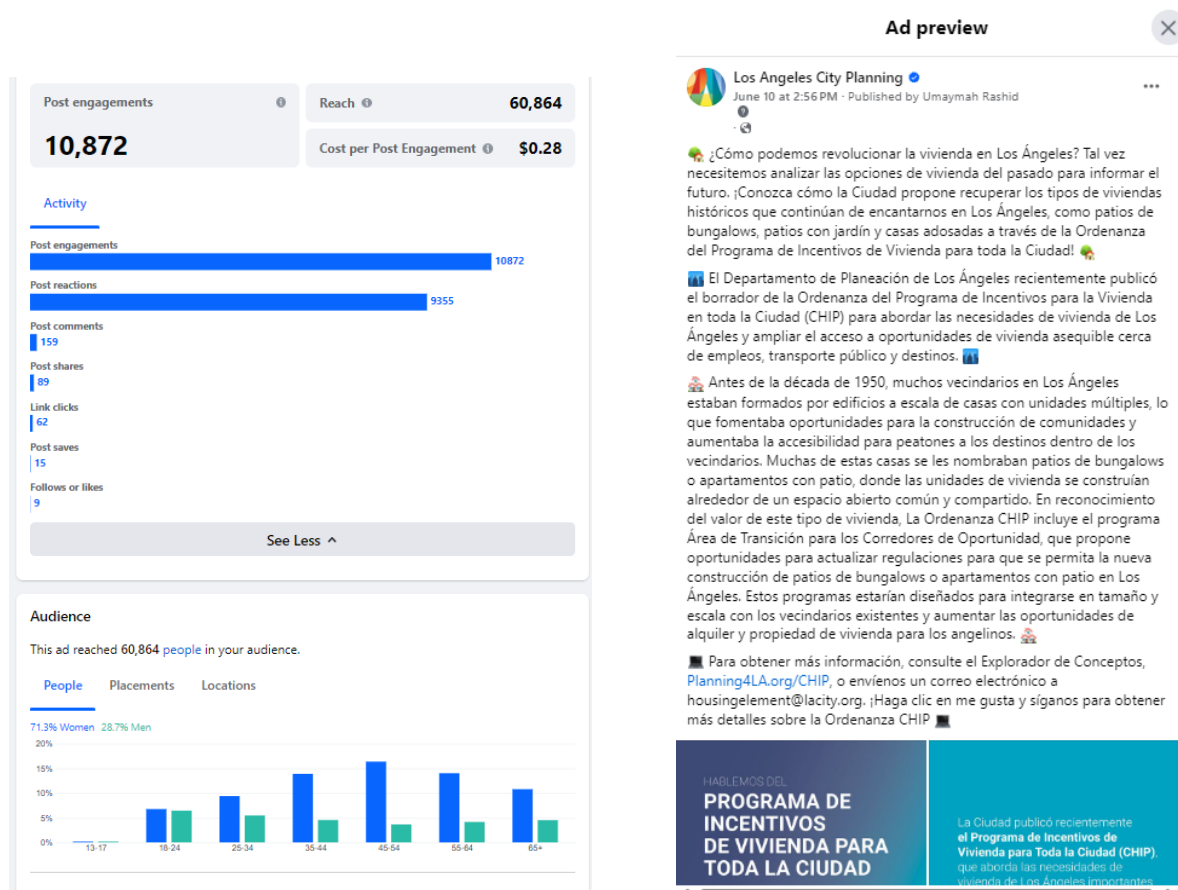 Post engagements
10,872
Reach
60,864
Cost per Post Engagement
$0.28
Activity
Post engagements
10872
Post reactions
9355
Post comments
159
Post shares
89
Link clicks
62
Post saves
15
Follows or likes
9
See Less
Audience
This ad reached 60,864 people in your audience.
People Placements Locations
71.3% Women 28.7% Men
20%
15%
10%
5%
0%
13-17 18-24 25-34 35-44 45-54 55-64 65+
Ad preview
Los Angeles City Planning
June 10 at 2:56 PM · Published by Umaymah Rashid
¿Cómo podemos revolucionar la vivienda en Los Ángeles? Tal vez
necesitemos analizar las opciones de vivienda del pasado para informar el
futuro. ¡Conozca cómo la Ciudad propone recuperar los tipos de viviendas
históricos que continúan de encantarnos en Los Ángeles, como patios de
bungalows, patios con jardín y casas adosadas a través de la Ordenanza
del Programa de Incentivos de Vivienda para toda la Ciudad!
El Departamento de Planeación de Los Ángeles recientemente publicó
el borrador de la Ordenanza del Programa de Incentivos para la Vivienda
en toda la Ciudad (CHIP) para abordar las necesidades de vivienda de Los
Ángeles y ampliar el acceso a oportunidades de vivienda asequible cerca
de empleos, transporte público y destinos.
Antes de la década de 1950, muchos vecindarios en Los Ángeles
estaban formados por edificios a escala de casas con unidades múltiples, lo
que fomentaba oportunidades para la construcción de comunidades y
aumentaba la accesibilidad para peatones a los destinos dentro de los
vecindarios. Muchas de estas casas se les nombraban patios de bungalows
o apartamentos con patio, donde las unidades de vivienda se construían
alrededor de un espacio abierto común y compartido. En reconocimiento
del valor de este tipo de vivienda, La Ordenanza CHIP incluye el programa
Área de Transición para los Corredores de Oportunidad, que propone
oportunidades para actualizar regulaciones para que se permita la nueva
construcción de patios de bungalows o apartamentos con patio en Los
Ángeles. Estos programas estarían diseñados para integrarse en tamaño y
escala con los vecindarios existentes y aumentar las oportunidades de
alquiler y propiedad de vivienda para los angelinos.
Para obtener más información, consulte el Explorador de Conceptos,
Planning4LA.org/CHIP, o envíenos un correo electrónico a
housingelement@lacity.org. ¡Haga clic en me gusta y síganos para obtener
más detalles sobre la Ordenanza CHIP
HABLEMOS DEL
PROGRAMA DE
INCENTIVOS
DE VIVIENDA PARA
TODA LA CIUDAD
La Ciudad publicó recientemente
el Programa de Incentivos de
Vivienda para Toda la Ciudad (CHIP),
que aborda las necesidades de
vivienda de Los Ángeles importantes